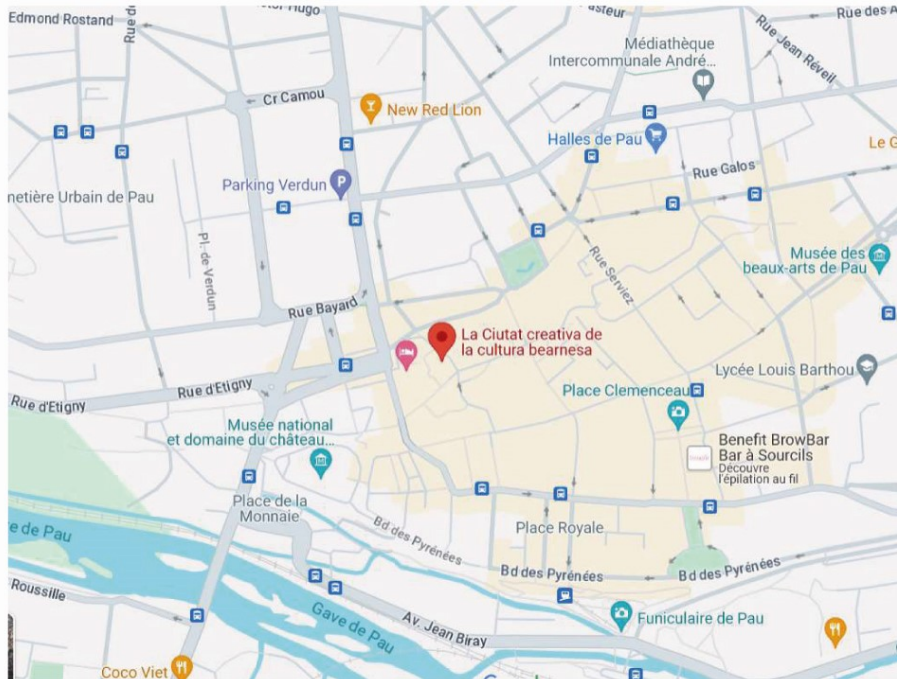 Edmond Rostand
Rue des A
Médiathèque
Intercommunale André...
Rue Jean Réveil
Cr Camou
New Red Lion
Halles de Pau
Le G
Parking Verdun
Rue Galos
netière Urbain de Pau
Pl. de Verdun
Rue Serviez
Musée des
beaux-arts de Pau
Rue Bayard
La Ciutat creativa de
la cultura bearnesa
Lycée Louis Barthou
Rue d'Etigny
Place Clemenceau
Rue d'Etigny
Musée national
et domaine du château...
Benefit BrowBar
Bar à Sourcils
Découvre
l'épilation au fil
Place de la
Monnaie
Place Royale
e de Pau
Bd des Pyrénées
Bd des Pyrénées
Bd des Pyrénées
Roussille
Gave de Pau
Av. Jean Biray
Funiculaire de Pau
Coco Viet